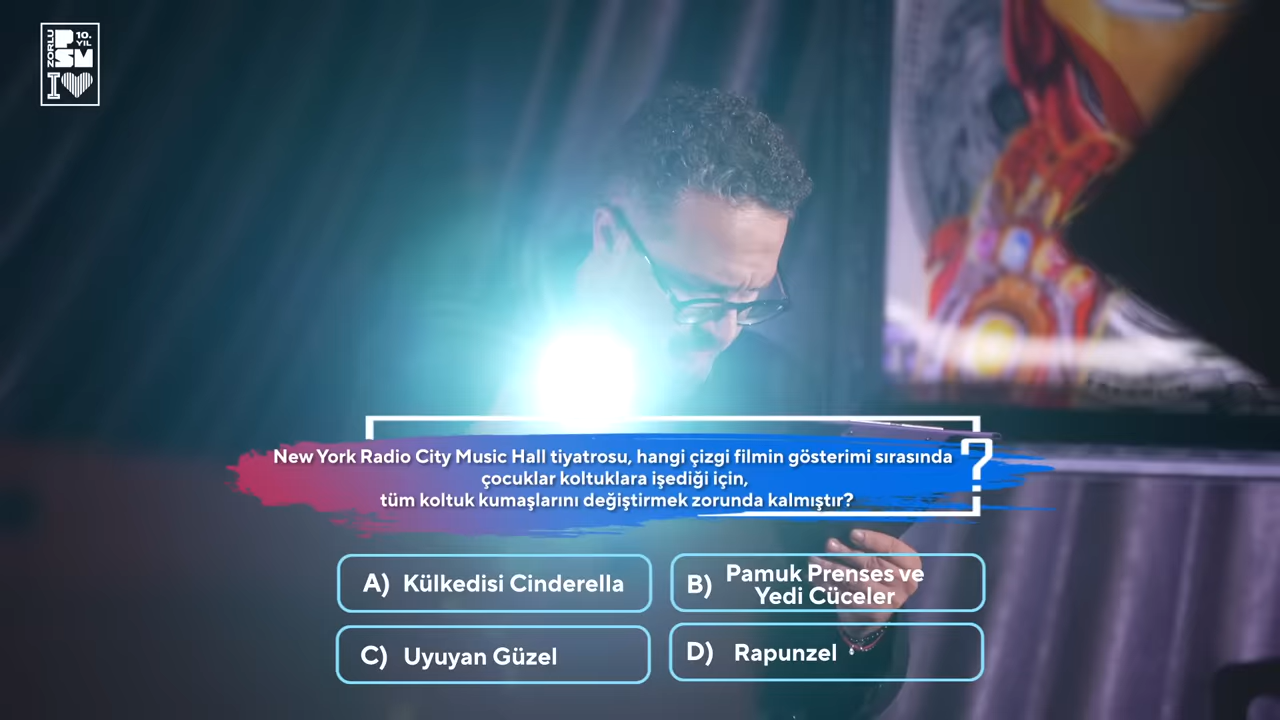 ZORLU
PSM
10.
YIL
I
New York Radio City Music Hall tiyatrosu, hangi çizgi filmin gösterimi sırasında
çocuklar koltuklara işediği için,
tüm koltuk kumaşlarını değiştirmek zorunda kalmıştır?
?
A) Külkedisi Cinderella
B) Pamuk Prenses ve
Yedi Cüceler
C) Uyuyan Güzel
D) Rapunzel